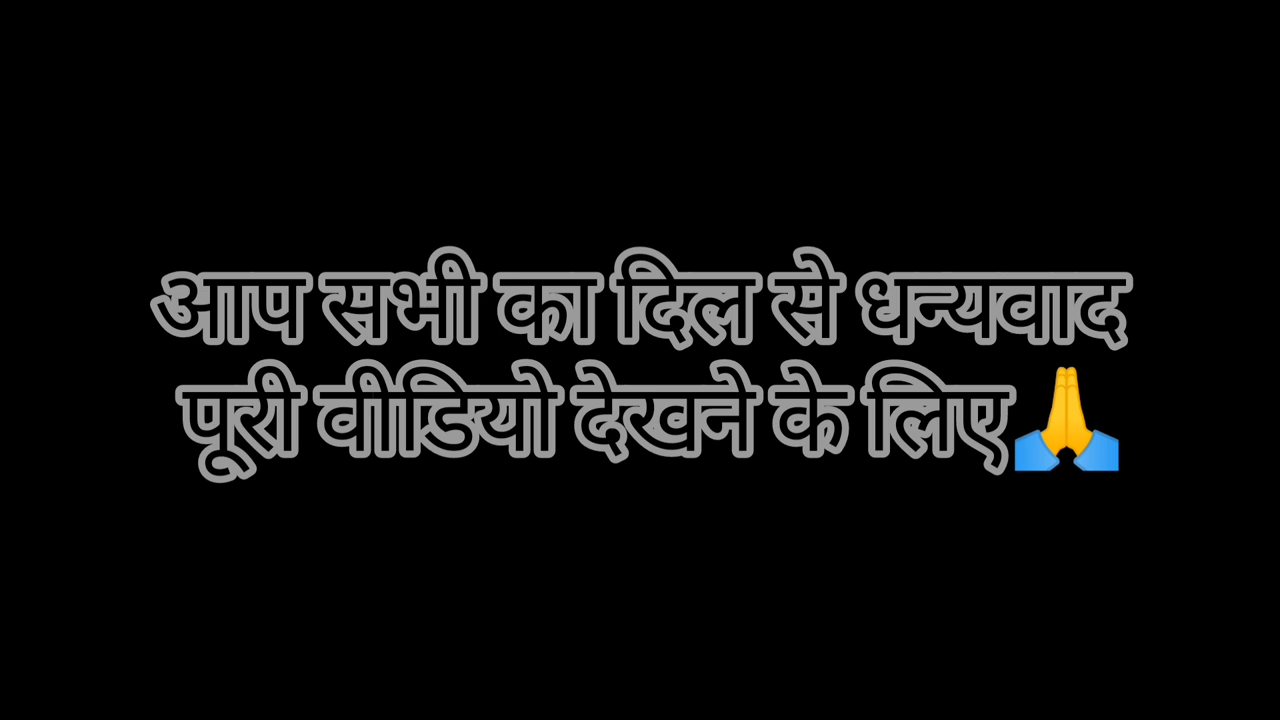 आप सभी का दिल से धन्यवाद
पूरी वीडियो देखने के लिए🙏